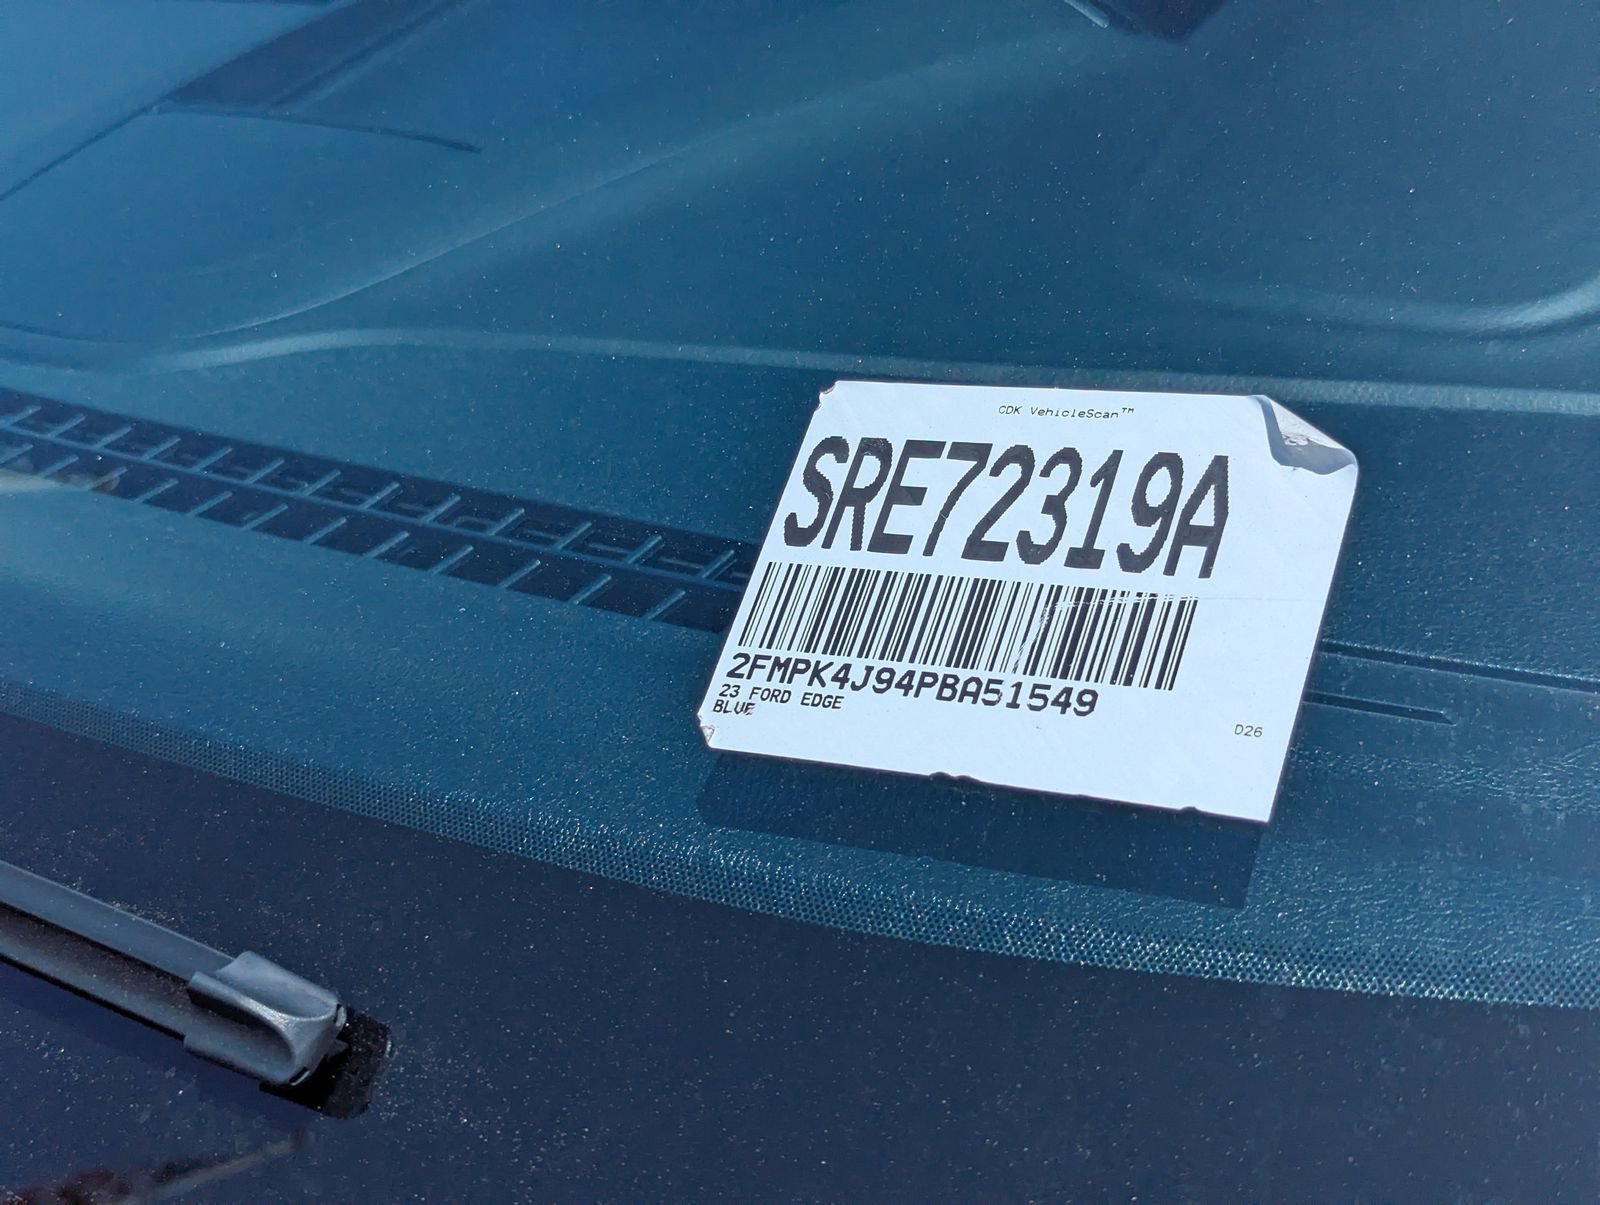 CDK VehicleScan™
SRE72319A
2FMPK4J94PBA51549
23 FORD EDGE
BLUE
D26